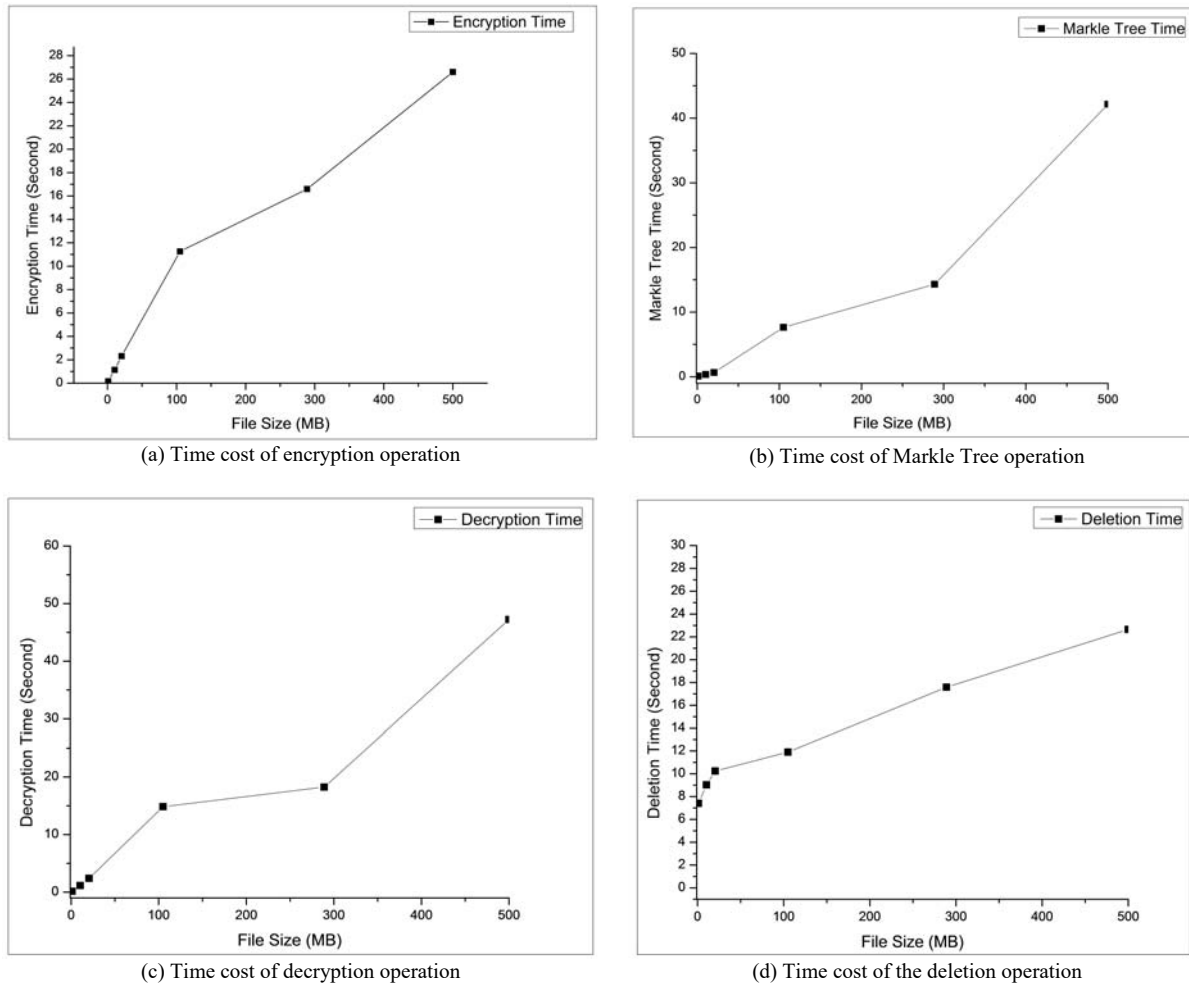 Encryption Time
28
26
24
22
20
18
16
14
12
10
8
6
4
2
0
Encryption Time (Second)
0 100 200 300 400 500
File Size (MB)
(a) Time cost of encryption operation
Markle Tree Time
50
40
30
20
10
0
Markle Tree Time (Second)
0 100 200 300 400 500
File Size (MB)
(b) Time cost of Markle Tree operation
Decryption Time
60
50
40
30
20
10
0
Decryption Time (Second)
0 100 200 300 400 500
File Size (MB)
(c) Time cost of decryption operation
Deletion Time
30
28
26
24
22
20
18
16
14
12
10
8
6
4
2
0
Deletion Time (Second)
0 100 200 300 400 500
File Size (MB)
(d) Time cost of the deletion operation